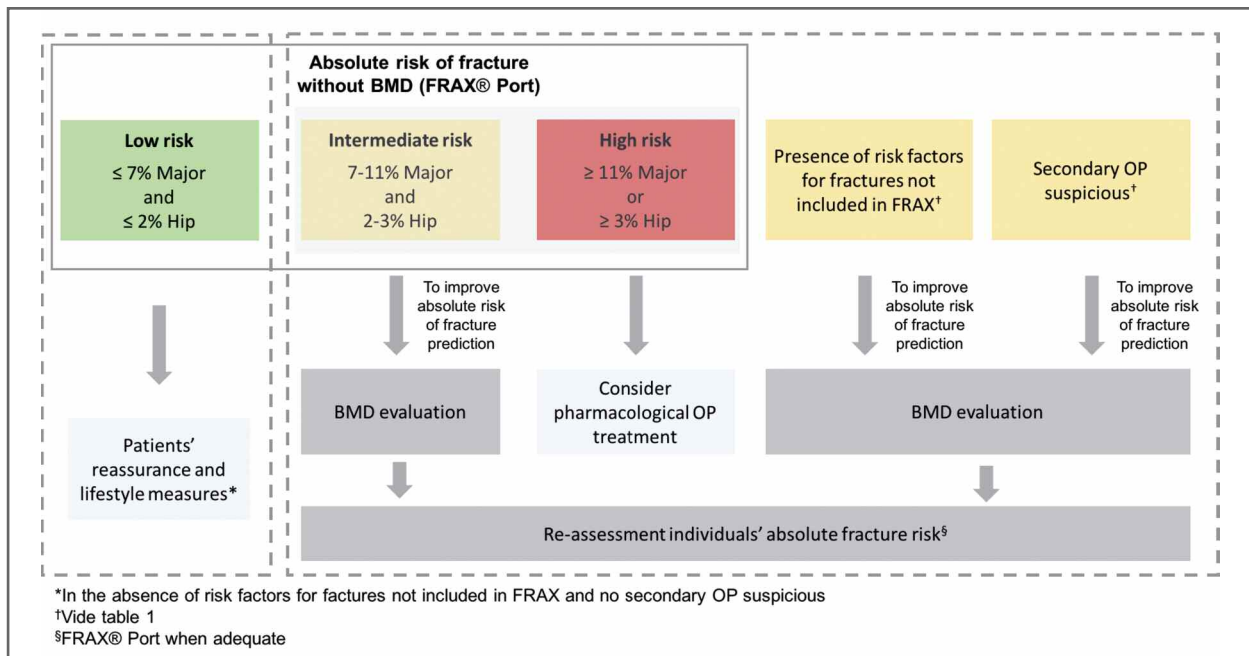 Absolute risk of fracture
without BMD (FRAX® Port)
Low risk
≤ 7% Major
and
≤ 2% Hip
Intermediate risk
7-11% Major
and
2-3% Hip
High risk
≥ 11% Major
or
≥ 3% Hip
Presence of risk factors
for fractures not
included in FRAX†
Secondary OP
suspicious†
To improve
absolute risk
of fracture
prediction
To improve
absolute risk
of fracture
prediction
To improve
absolute risk
of fracture
prediction
Patients’
reassurance and
lifestyle measures*
BMD evaluation
Consider
pharmacological OP
treatment
BMD evaluation
Re-assessment individuals’ absolute fracture risk§
*In the absence of risk factors for factures not included in FRAX and no secondary OP suspicious
†Vide table 1
§FRAX® Port when adequate